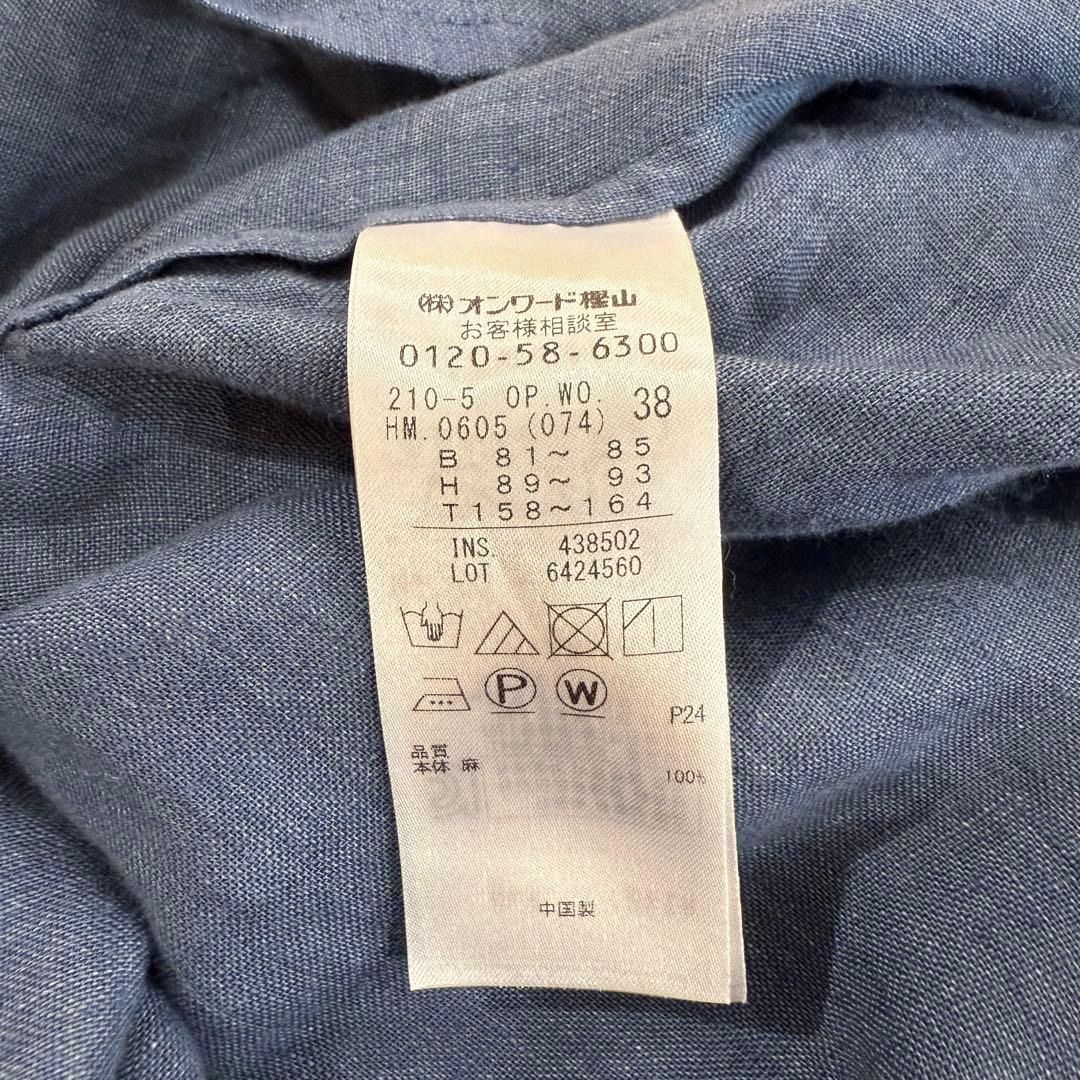 (株)オンワード樫山
お客様相談室
0120-58-6300
210-5 OP.WO. 38
HM.0605 (074)
B 81~ 85
H 89~ 93
T158~164
INS. 438502
LOT 6424560
P W
P24
品質
本体 麻 100%
中国製